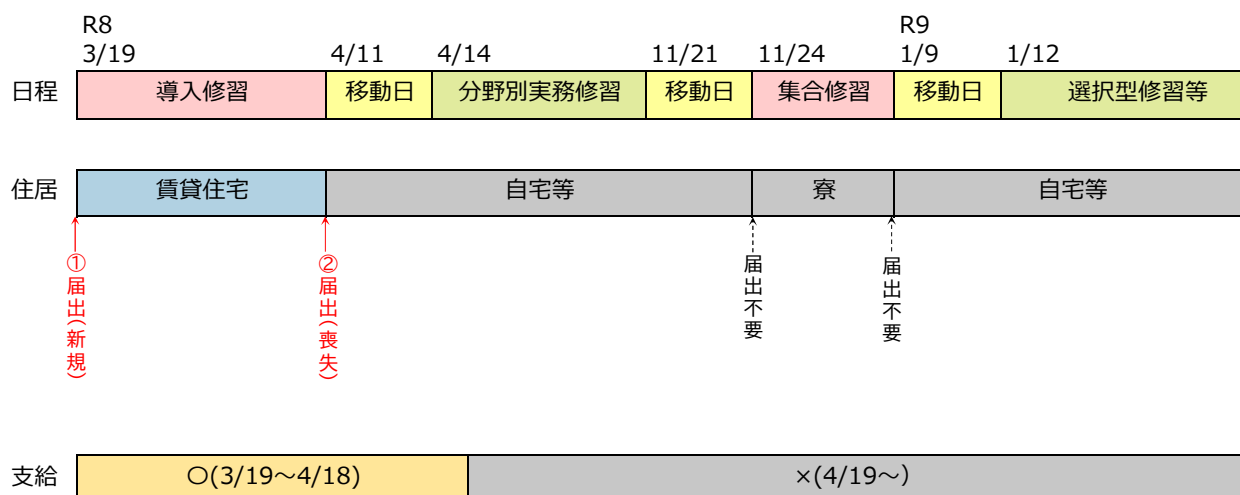 R8 R9
3/19 4/11 4/14 11/21 11/24 1/9 1/12
日程 導入修習 移動日 分野別実務修習 移動日 集合修習 移動日 選択型修習等
住居 賃貸住宅 自宅等 寮 自宅等
①届出(新規)
②届出(喪失)
届出不要
届出不要
支給 〇(3/19～4/18) ×(4/19～)